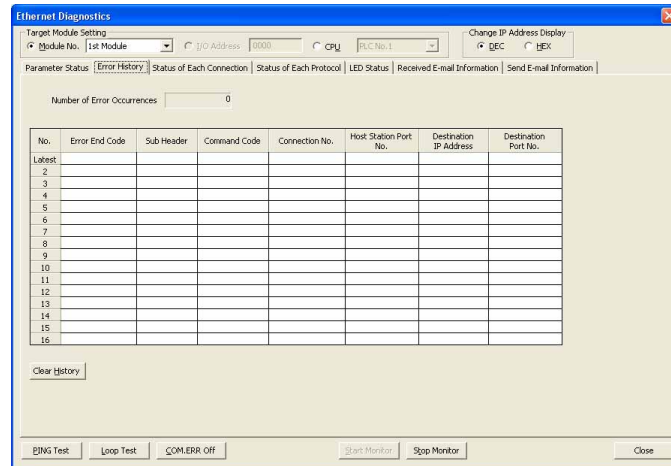 Ethernet Diagnostics
Target Module Setting
Module No. 1st Module I/O Address 0000 CPU PLC No.1
Change IP Address Display
DEC HEX
Parameter Status Error History Status of Each Connection Status of Each Protocol LED Status Received E-mail Information Send E-mail Information
Number of Error Occurrences 0
No. Error End Code Sub Header Command Code Connection No. Host Station Port No. Destination IP Address Destination Port No.
Latest
2
3
4
5
6
7
8
9
10
11
12
13
14
15
16
Clear History
PING Test Loop Test COM.ERR Off Start Monitor Stop Monitor Close